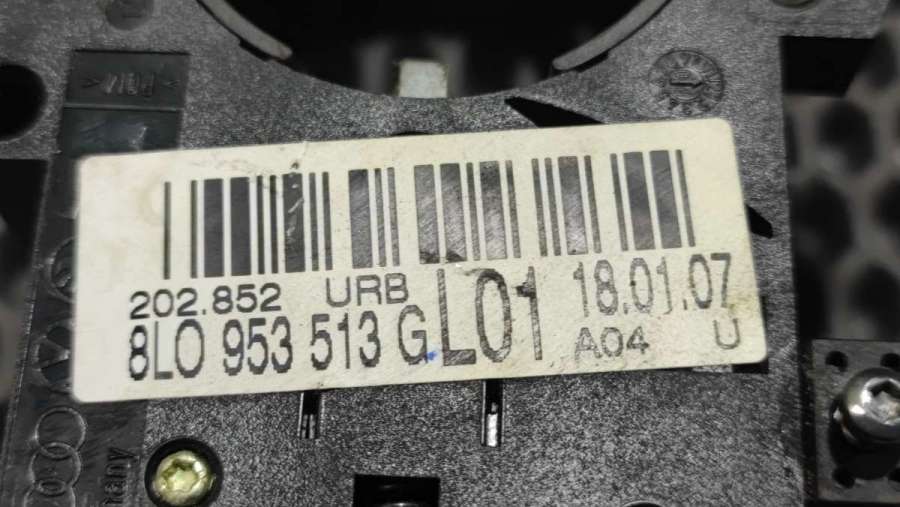 202.852 URB L01 18.01.07
8L0 953 513 G A04 U